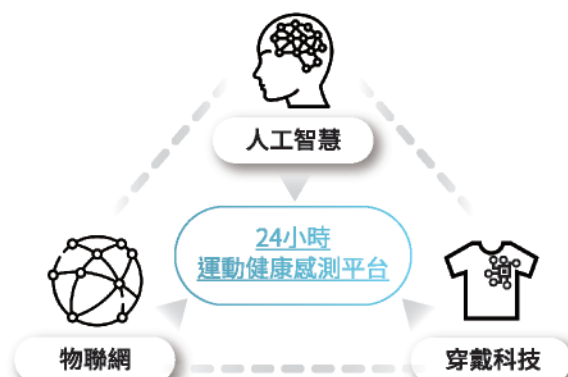 人工智慧
24小時
運動健康感測平台
物聯網
穿戴科技